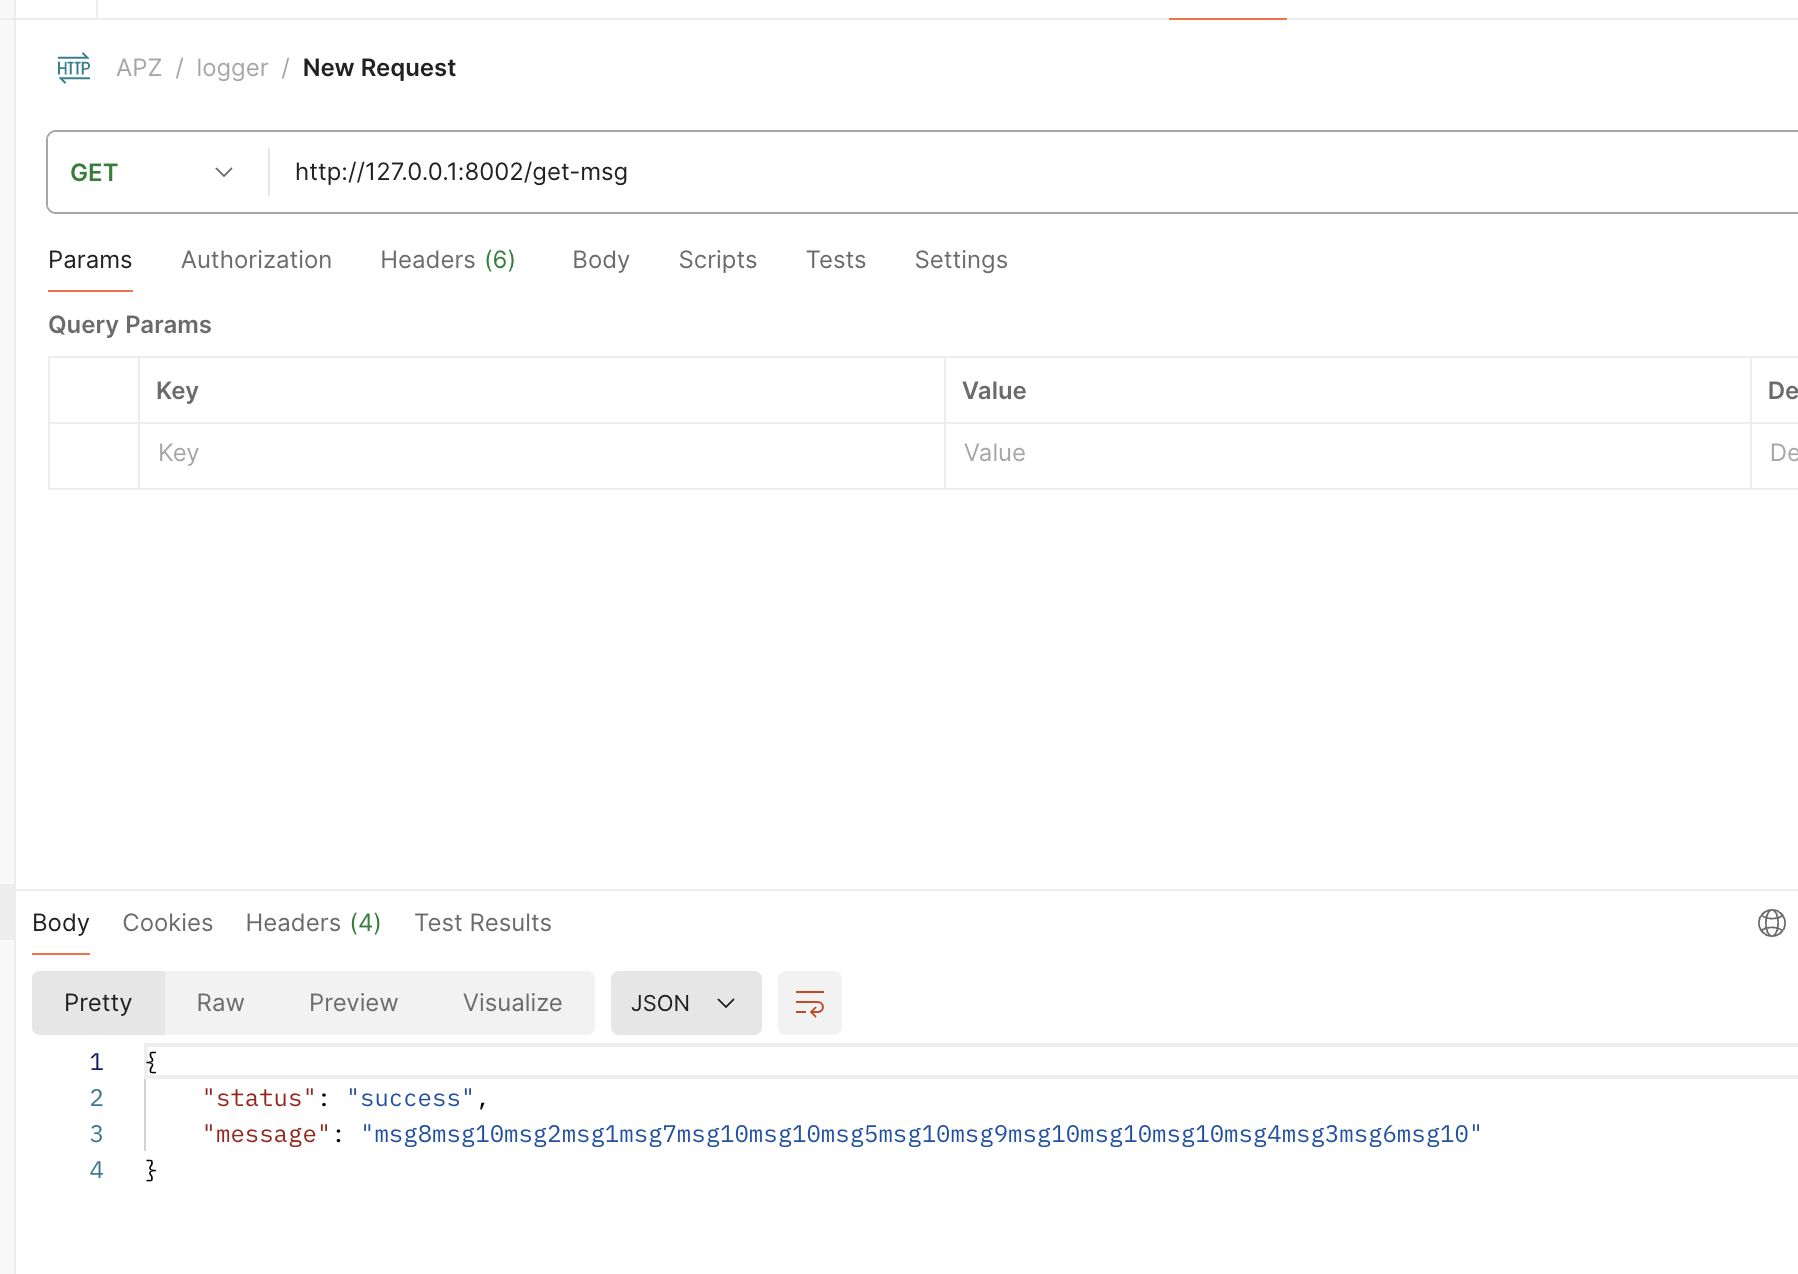 HTTP APZ / logger / New Request
GET http://127.0.0.1:8002/get-msg
Params Authorization Headers (6) Body Scripts Tests Settings
Query Params
Key Value De
Key Value De
Body Cookies Headers (4) Test Results
Pretty Raw Preview Visualize JSON
1 {
2 "status": "success",
3 "message": "msg8msg10msg2msg1msg7msg10msg10msg5msg10msg9msg10msg10msg10msg4msg3msg6msg10"
4 }